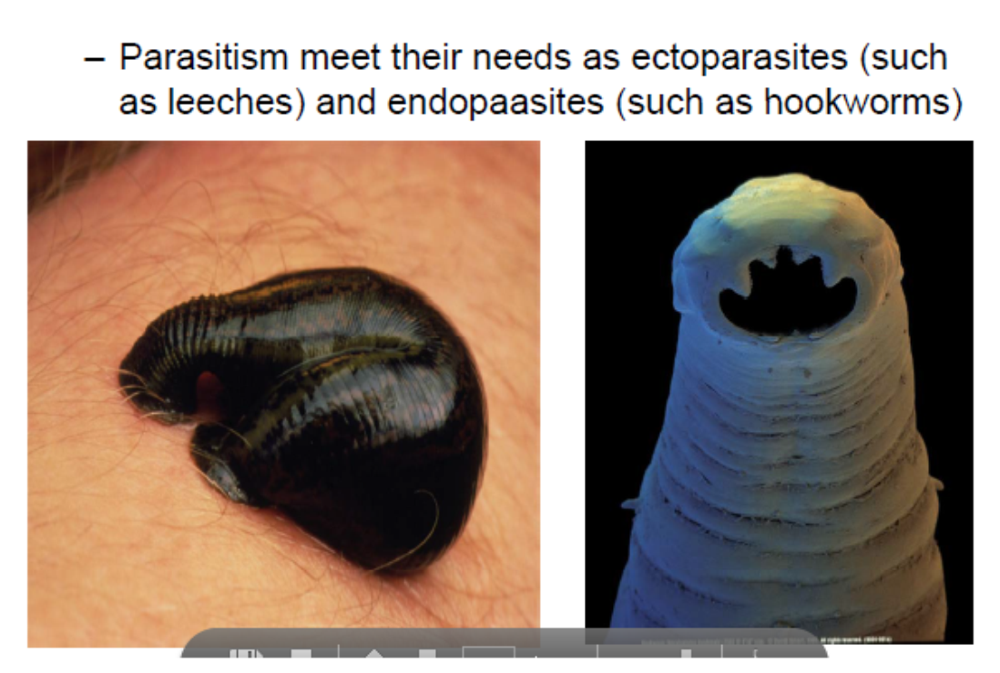 – Parasitism meet their needs as ectoparasites (such
as leeches) and endopaasites (such as hookworms)